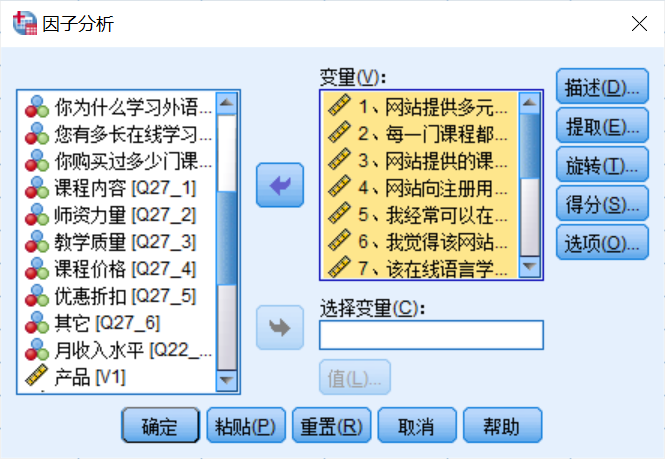 因子分析
你为什么学习外语...
您有多长在线学习...
你购买过多少门课...
课程内容 [Q27_1]
师资力量 [Q27_2]
教学质量 [Q27_3]
课程价格 [Q27_4]
优惠折扣 [Q27_5]
其它 [Q27_6]
月收入水平 [Q22_...
产品 [V1]
变量(V):
1、网站提供多元...
2、每一门课程都...
3、网站提供的课...
4、网站向注册用...
5、我经常可以在...
6、我觉得该网站...
7、该在线语言学...
选择变量(C):
值(L)...
描述(D)...
提取(E)...
旋转(T)...
得分(S)...
选项(O)...
确定
粘贴(P)
重置(R)
取消
帮助